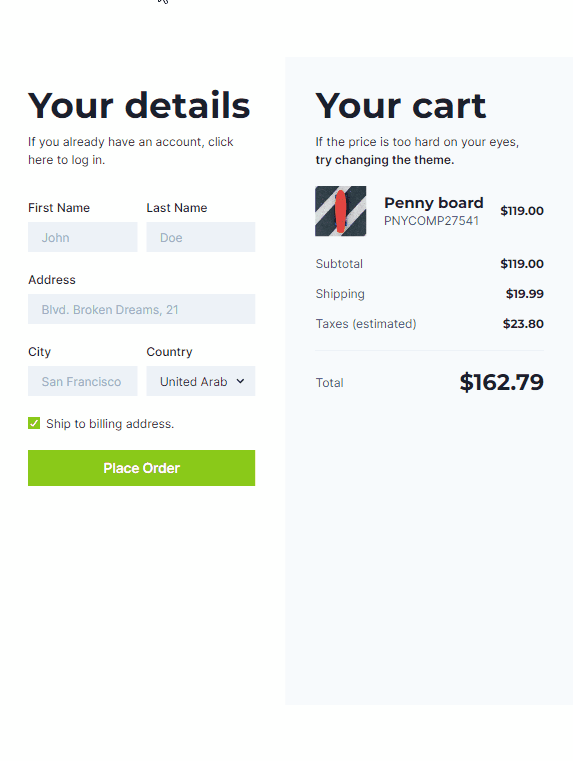 Your details
If you already have an account, click
here to log in.
First Name
Last Name
John
Doe
Address
Blvd. Broken Dreams, 21
City
Country
San Francisco
United Arab
Ship to billing address.
Place Order
Your cart
If the price is too hard on your eyes,
try changing the theme.
Penny board
PNYCOMP27541
$119.00
Subtotal
$119.00
Shipping
$19.99
Taxes (estimated)
$23.80
Total
$162.79